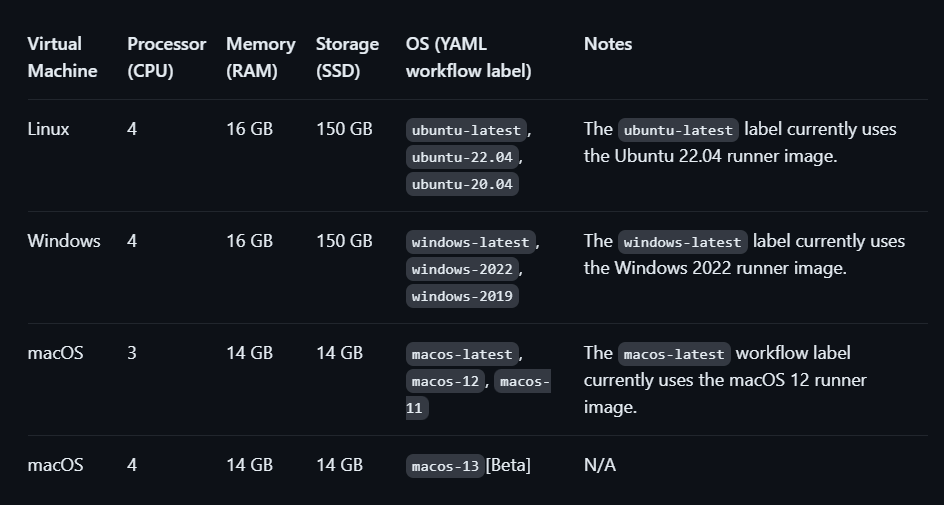 Virtual Machine Processor (CPU) Memory (RAM) Storage (SSD) OS (YAML workflow label) Notes
Linux 4 16 GB 150 GB ubuntu-latest, The ubuntu-latest label currently uses
ubuntu-22.04, the Ubuntu 22.04 runner image.
ubuntu-20.04
Windows 4 16 GB 150 GB windows-latest, The windows-latest label currently uses
windows-2022, the Windows 2022 runner image.
windows-2019
macOS 3 14 GB 14 GB macos-latest, The macos-latest workflow label
macos-12, macos- currently uses the macOS 12 runner
11 image.
macOS 4 14 GB 14 GB macos-13[Beta] N/A